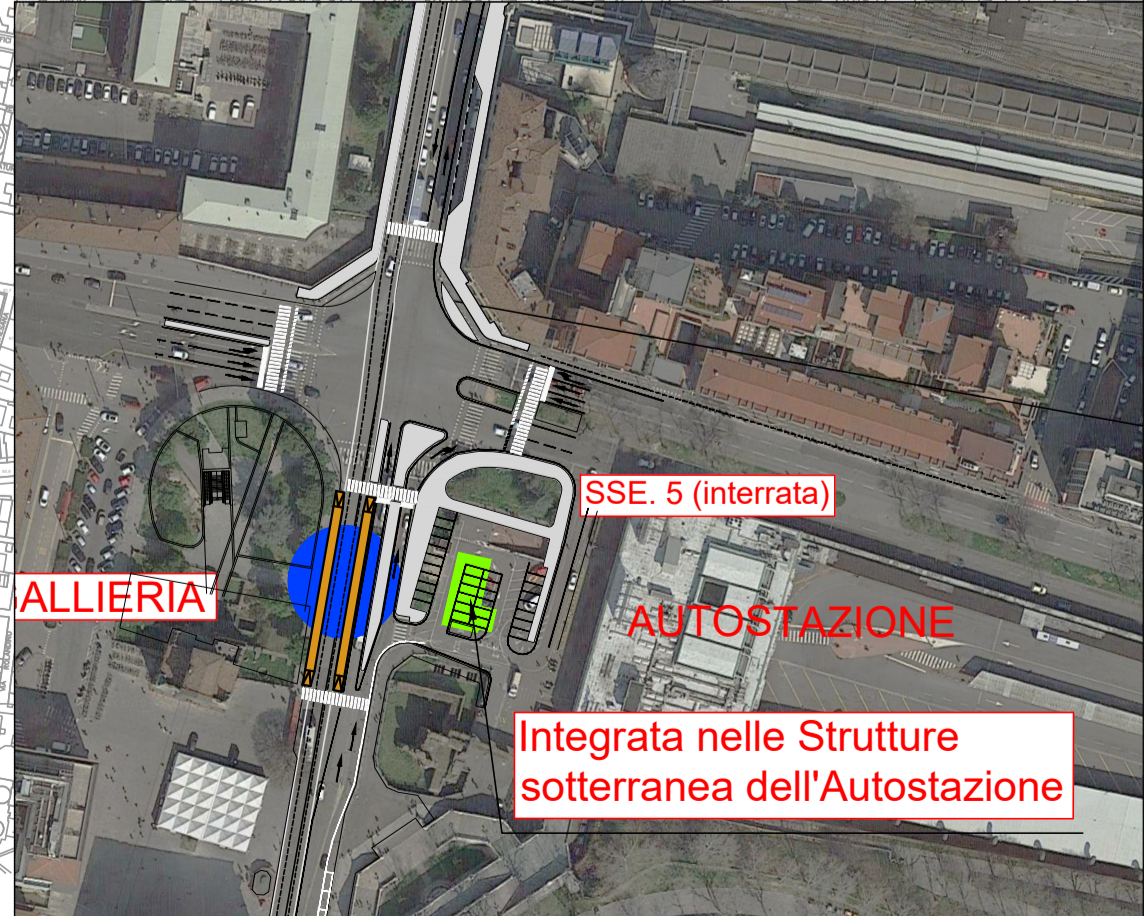 SSE. 5 (interrata)
ALLIERIA
AUTOSTAZIONE
Integrata nelle Strutture
sotterranea dell'Autostazione